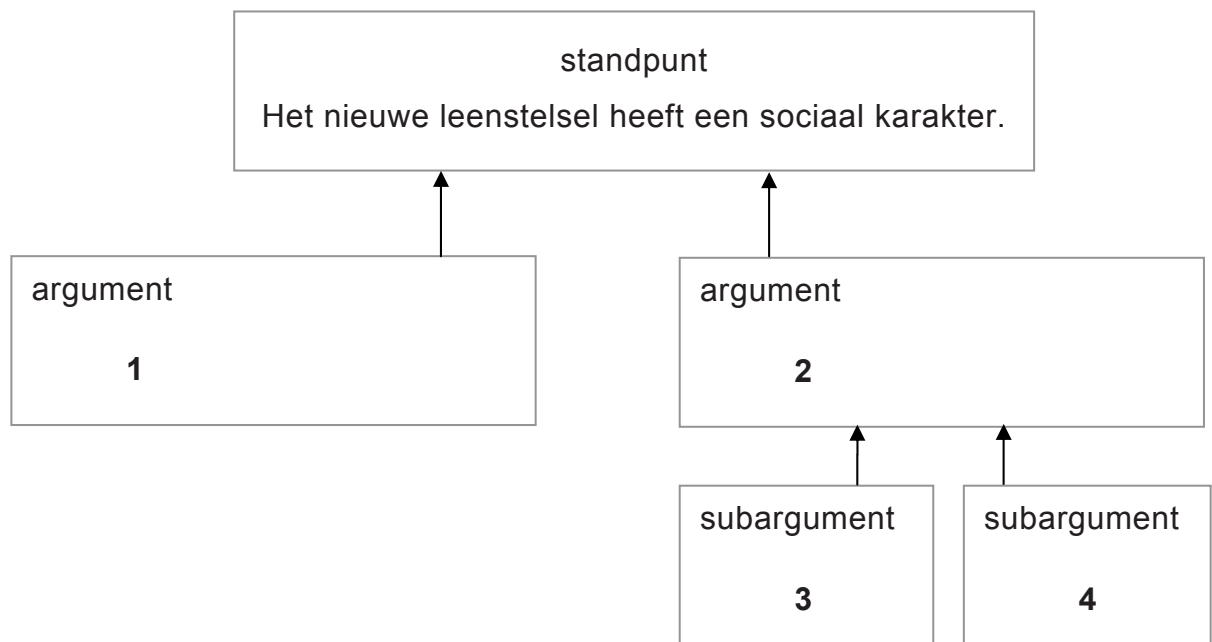 standpunt
Het nieuwe leenstelsel heeft een sociaal karakter.
argument
1
argument
2
subargument
3
subargument
4